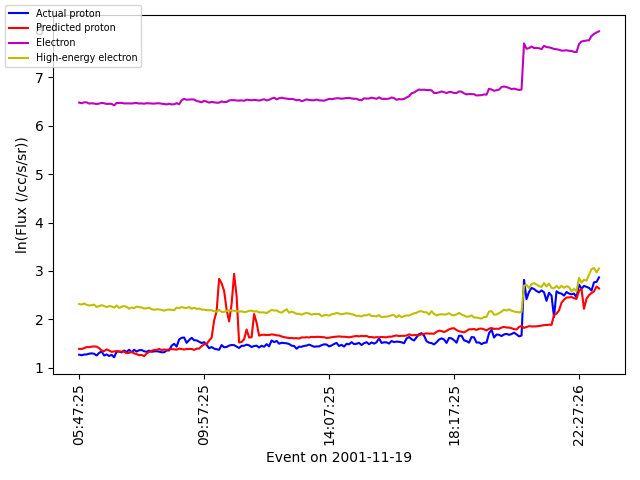 Actual proton
Predicted proton
Electron
High-energy electron
8
7
6
5
4
3
2
1
ln(Flux (/cc/s/sr))
05:47:25
09:57:25
14:07:25
18:17:25
22:27:26
Event on 2001-11-19